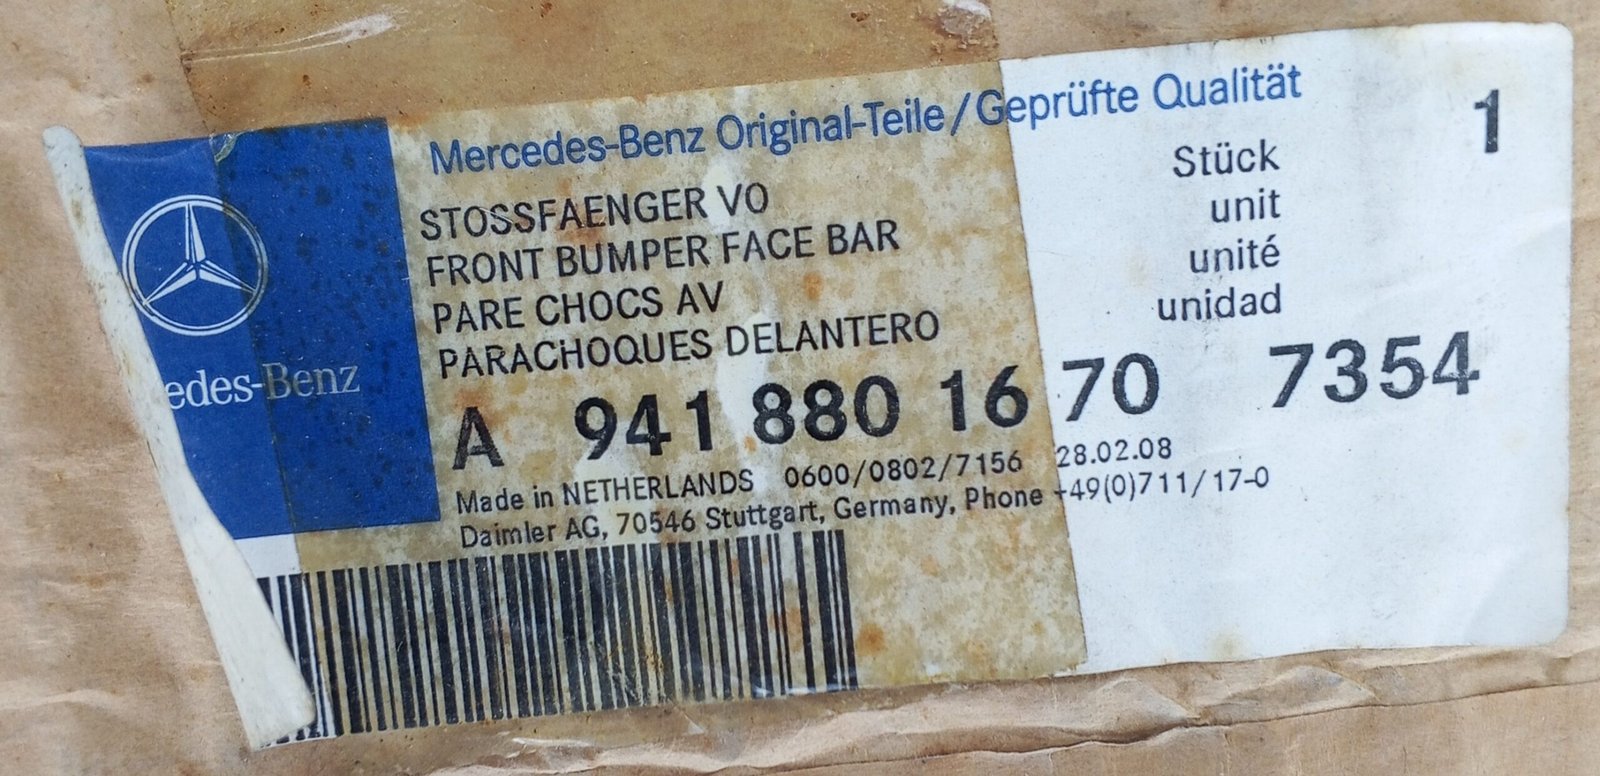 Mercedes-Benz Original-Teile/Geprüfte Qualität
1
STOSSFAENGER VO
FRONT BUMPER FACE BAR
PARE CHOCS AV
PARACHOQUES DELANTERO
Stück
unit
unité
unidad
edes-Benz
A 941 880 16 70 7354
Made in NETHERLANDS 0600/0802/7156 28.02.08
Daimler AG, 70546 Stuttgart, Germany, Phone +49(0)711/17-0